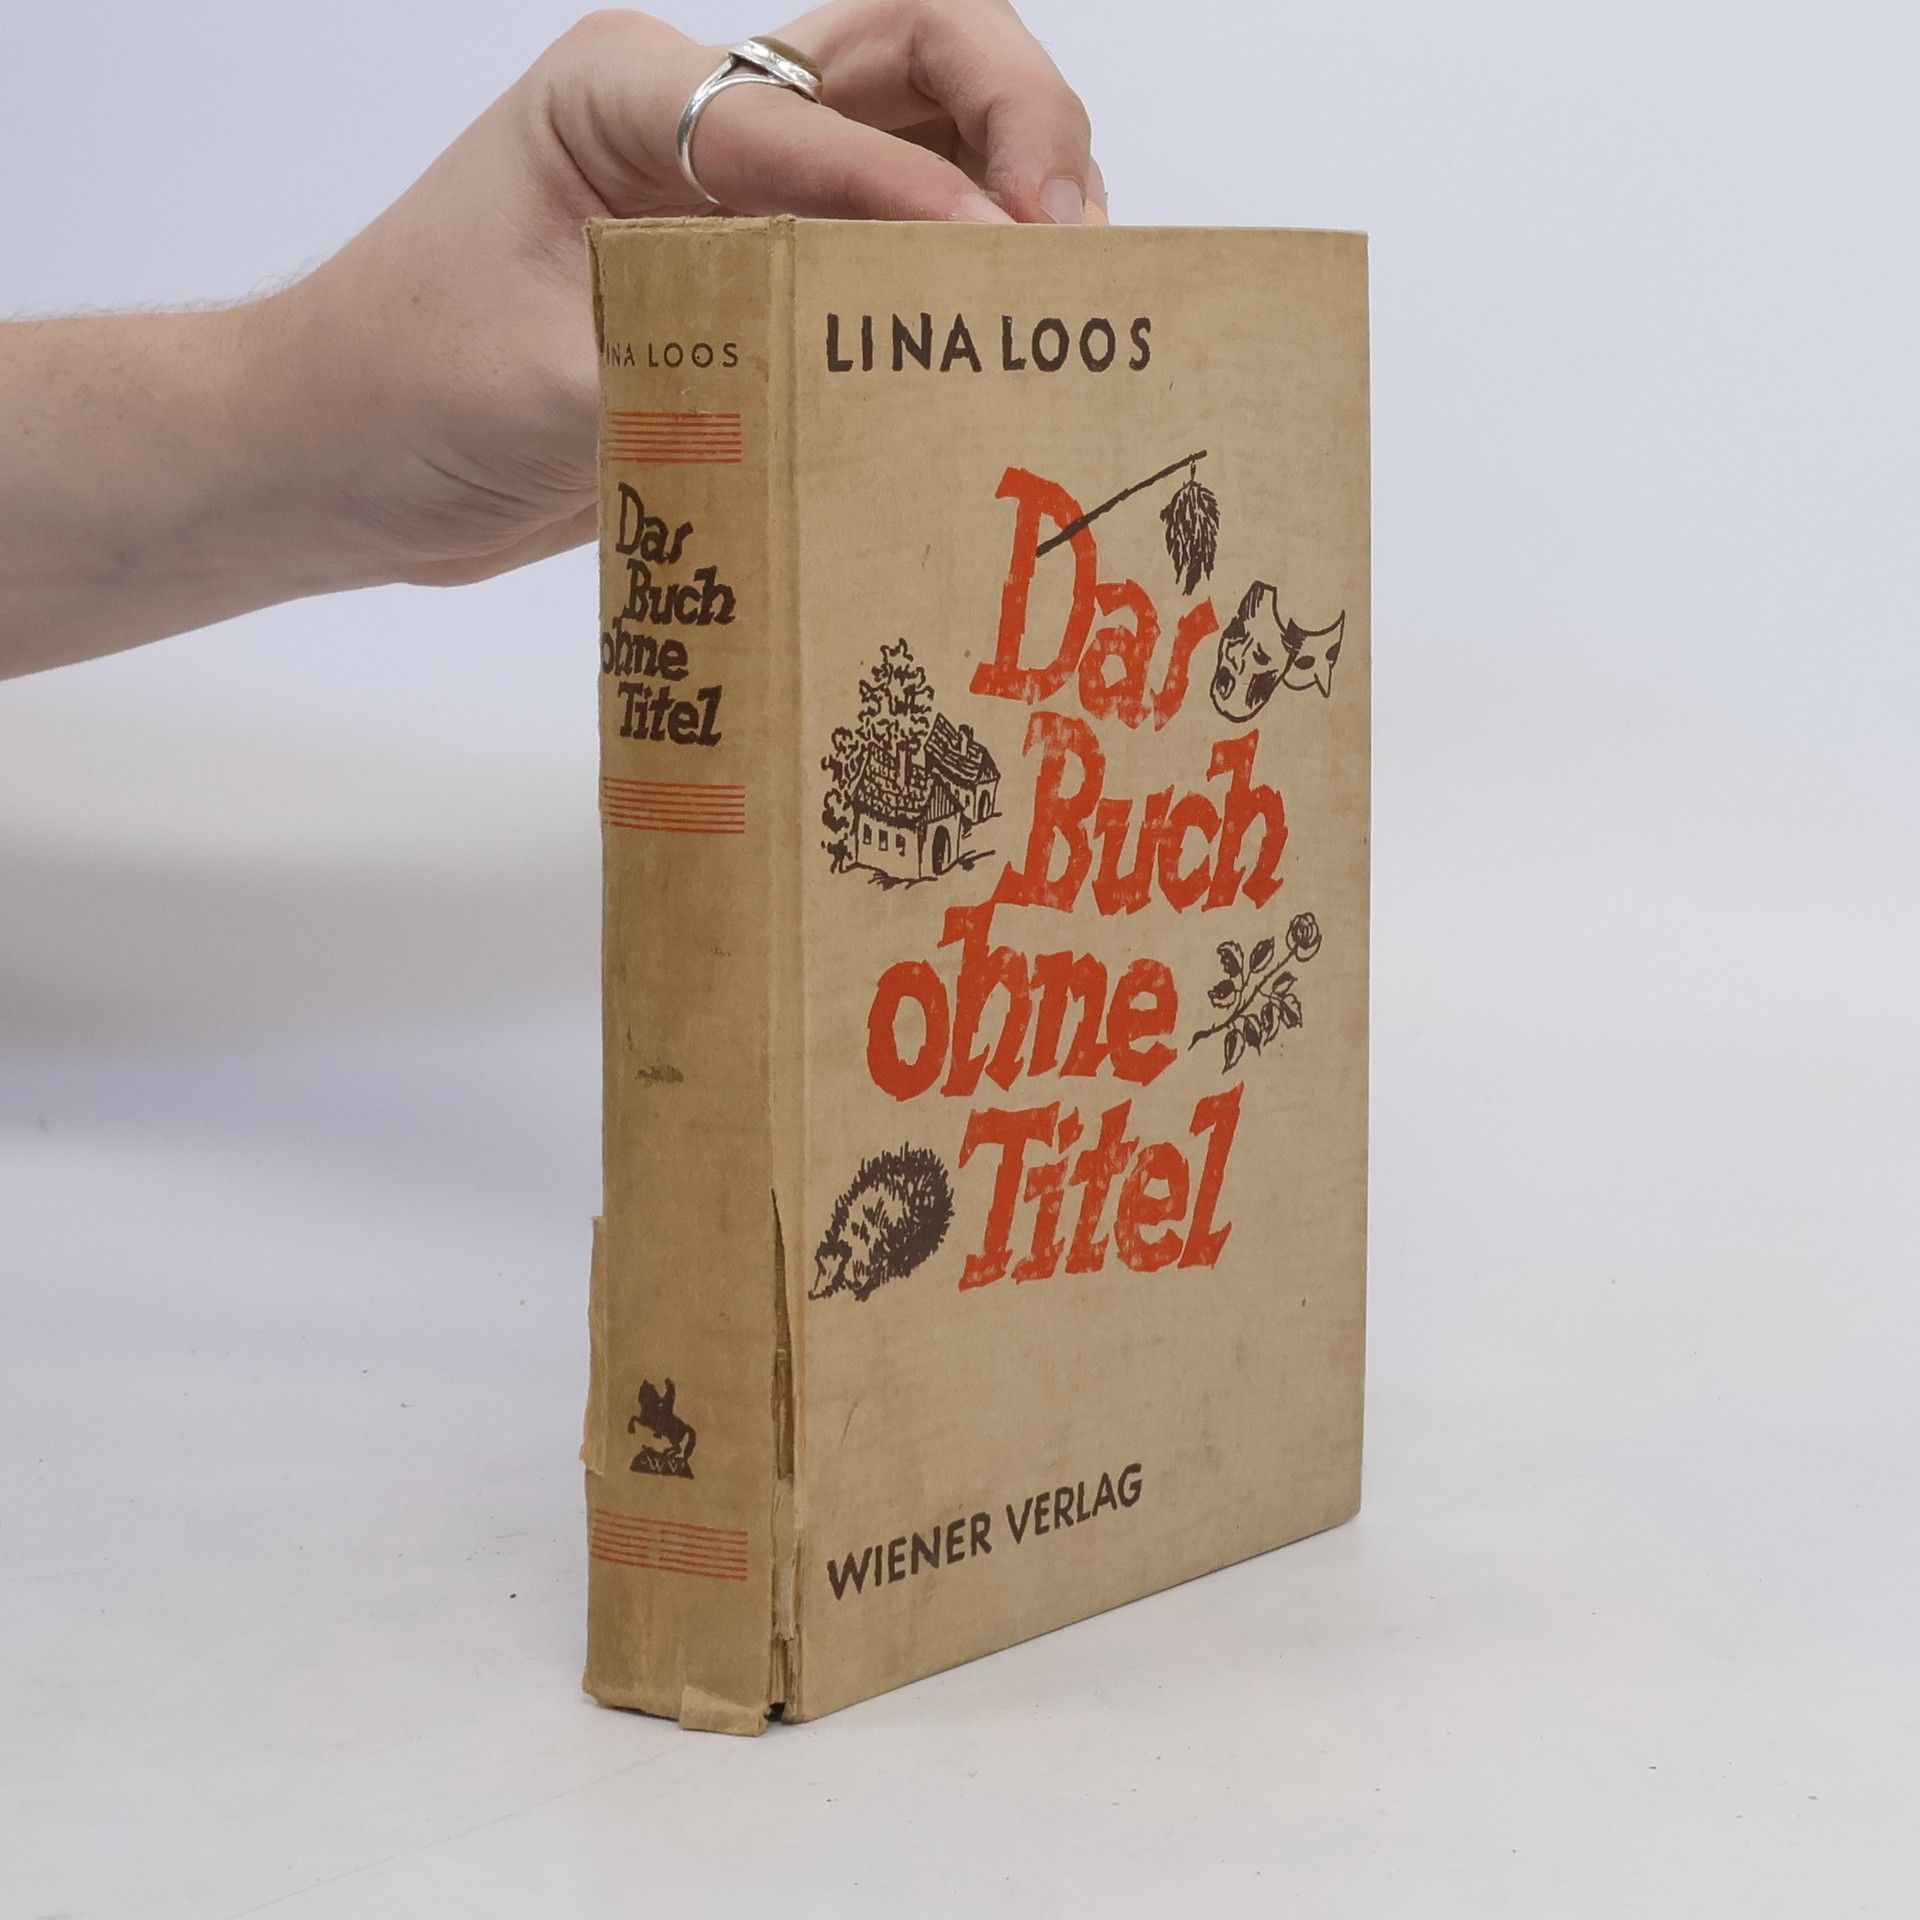 INA LOOS
Das
Buch
ohne
Titel
W V
LINA LOOS
Das
Buch
ohne
Titel
WIENER VERLAG